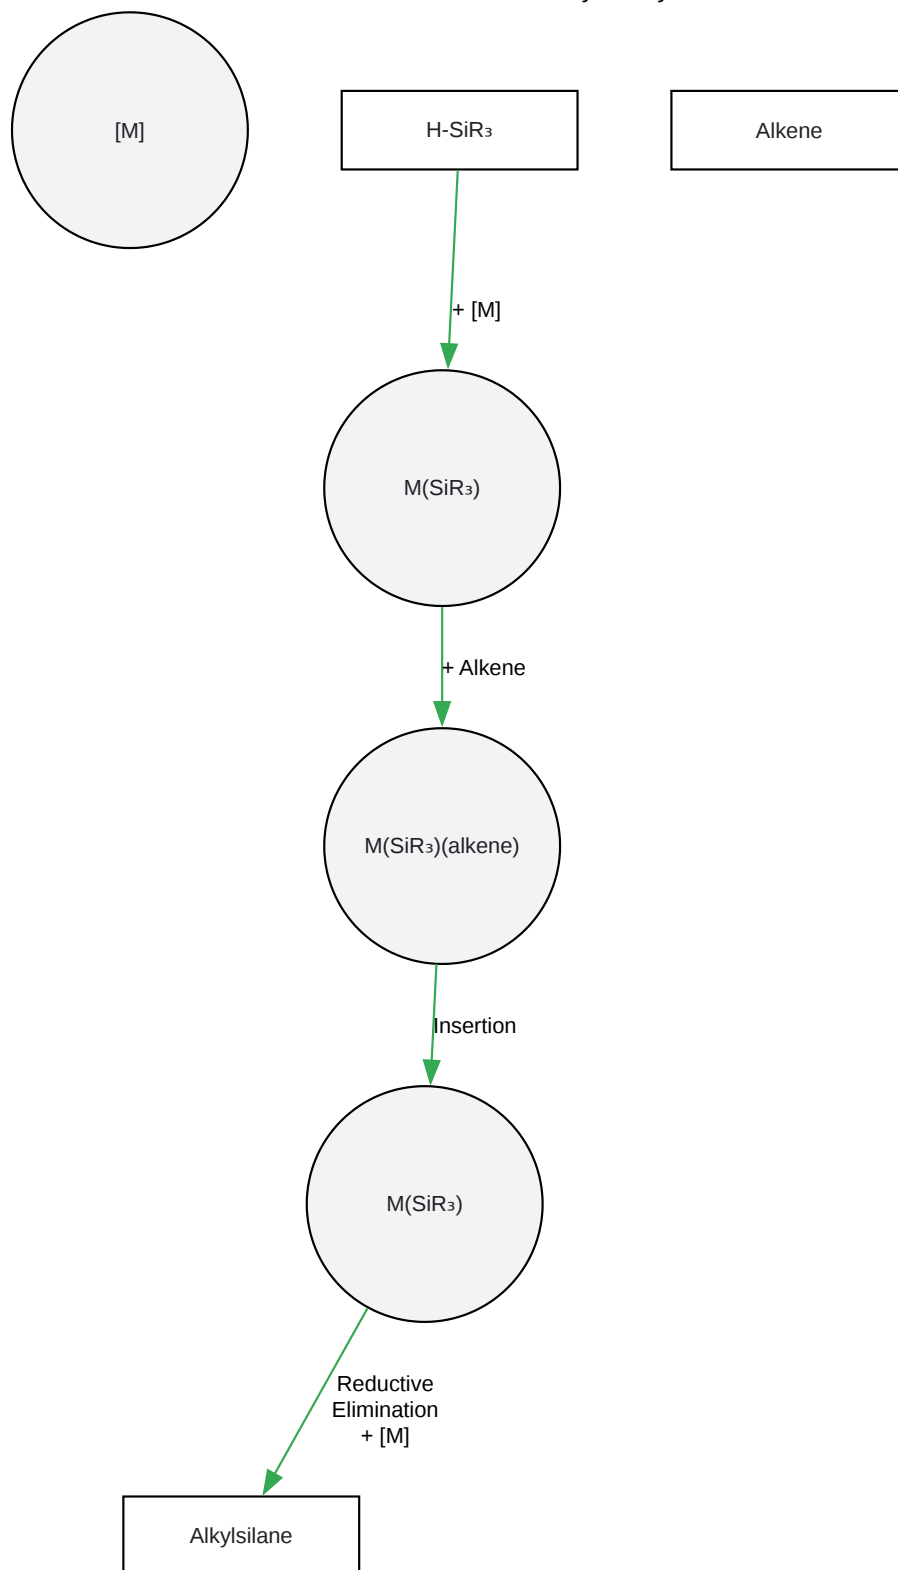 [M]
H-SiR₃
Alkene
+ [M]
M(SiR₃)
+ Alkene
M(SiR₃)(alkene)
Insertion
M(SiR₃)
Reductive
Elimination
+ [M]
Alkylsilane